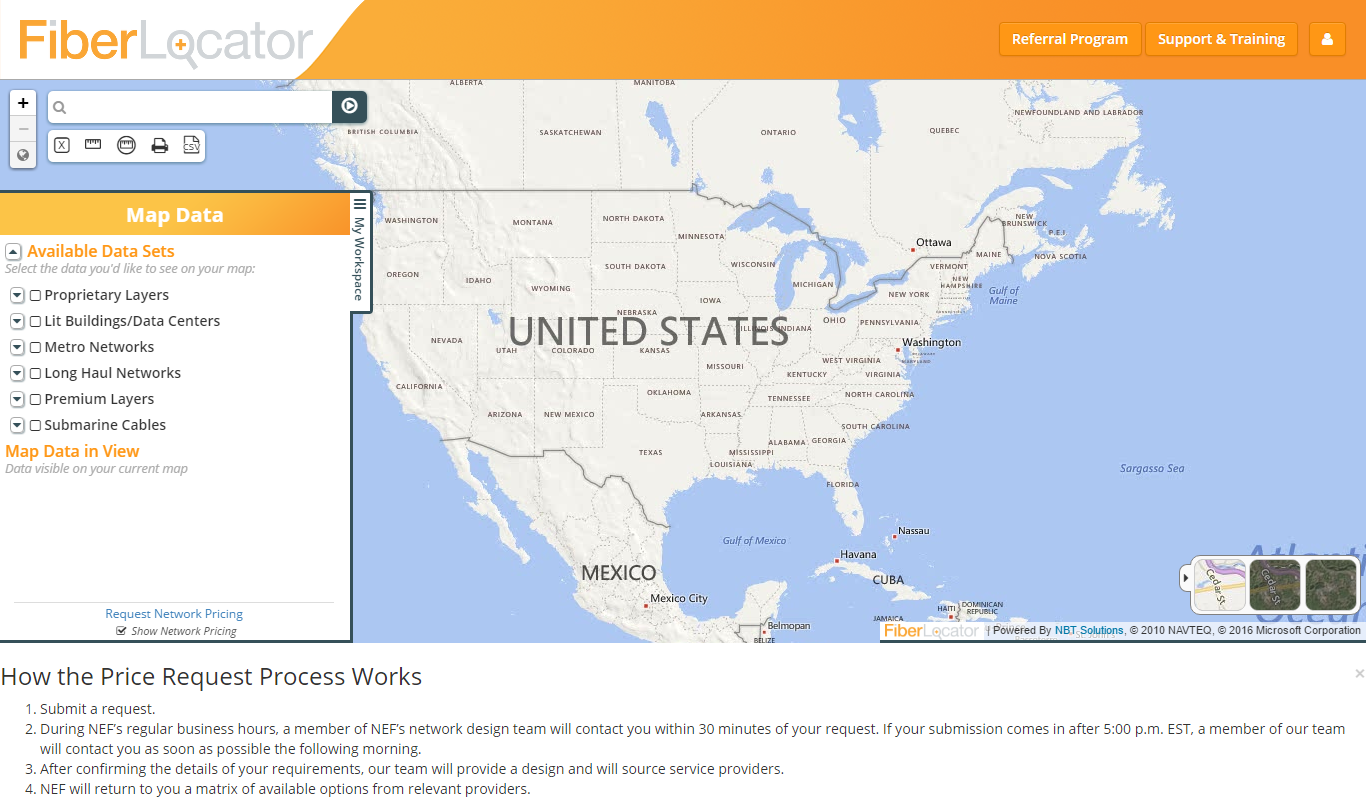 FiberLocator
Referral Program
Support & Training
ALBERTA
MANITOBA
BRITISH COLUMBIA
SASKATCHEWAN
ONTARIO
QUEBEC
NEWFOUNDLAND AND LABRADOR
+
−
X
CSV
Map Data
My Workspace
Available Data Sets
Select the data you'd like to see on your map:
Proprietary Layers
Lit Buildings/Data Centers
Metro Networks
Long Haul Networks
Premium Layers
Submarine Cables
Map Data in View
Data visible on your current map
Request Network Pricing
Show Network Pricing
WASHINGTON
MONTANA
NORTH DAKOTA
MINNESOTA
Ottawa
NEW
BRUNSWICK
P.E.I.
MAINE
NOVA SCOTIA
OREGON
IDAHO
WYOMING
SOUTH DAKOTA
WISCONSIN
MICHIGAN
VERMONT
NEW
HAMPSHIRE
NEW YORK
Gulf of
Maine
NEBRASKA
IOWA
UNITED STATES
ILLINOIS
INDIANA
OHIO
PENNSYLVANIA
NEVADA
UTAH
COLORADO
KANSAS
MISSOURI
WEST VIRGINIA
Washington
KENTUCKY
VIRGINIA
CALIFORNIA
ARIZONA
NEW MEXICO
OKLAHOMA
ARKANSAS
TENNESSEE
NORTH CAROLINA
SOUTH CAROLINA
TEXAS
LOUISIANA
MISSISSIPPI
ALABAMA
GEORGIA
FLORIDA
Sargasso Sea
Gulf of Mexico
Nassau
Havana
CUBA
MEXICO
Mexico City
Belmopan
BELIZE
HAITI
DOMINICAN
REPUBLIC
JAMAICA
Cedar St
Cedar St
FiberLocator | Powered By NBT Solutions, © 2010 NAVTEQ, © 2016 Microsoft Corporation
How the Price Request Process Works
×
1. Submit a request.
2. During NEF's regular business hours, a member of NEF's network design team will contact you within 30 minutes of your request. If your submission comes in after 5:00 p.m. EST, a member of our team
will contact you as soon as possible the following morning.
3. After confirming the details of your requirements, our team will provide a design and will source service providers.
4. NEF will return to you a matrix of available options from relevant providers.